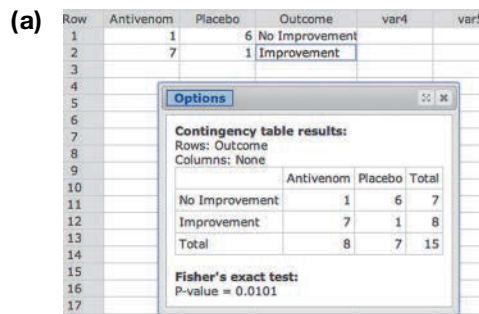 (a)
Row Antivenom Placebo Outcome var4 var5
1 1 6 No Improvement
2 7 1 Improvement
3
4
5
6
7
8
9
10
11
12
13
14
15
16
17
Options
Contingency table results:
Rows: Outcome
Columns: None
Antivenom Placebo Total
No Improvement 1 6 7
Improvement 7 1 8
Total 8 7 15
Fisher's exact test:
P-value = 0.0101